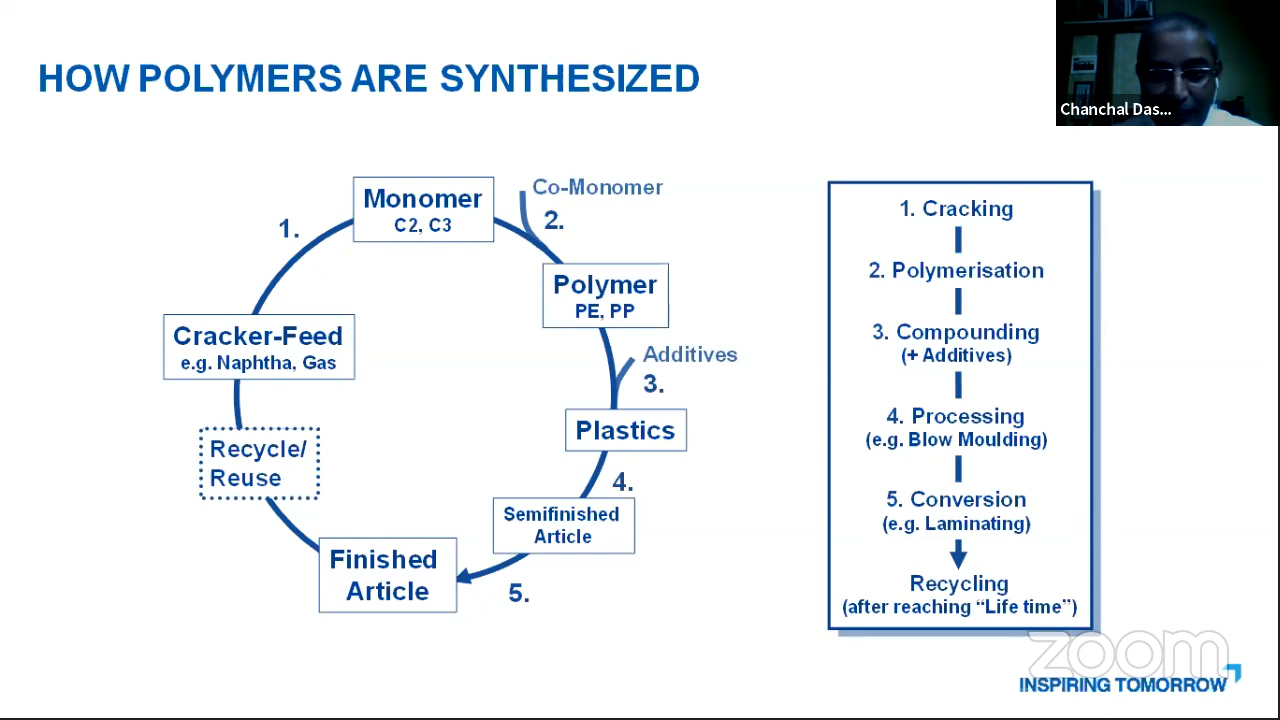 HOW POLYMERS ARE SYNTHESIZED
Chanchal Das...
Monomer
C2, C3
1.
Co-Monomer
2.
Polymer
PE, PP
Additives
3.
Plastics
4.
Semifinished
Article
5.
Finished
Article
Recycle/
Reuse
Cracker-Feed
e.g. Naphtha, Gas
1. Cracking
2. Polymerisation
3. Compounding
(+ Additives)
4. Processing
(e.g. Blow Moulding)
5. Conversion
(e.g. Laminating)
Recycling
(after reaching “Life time”)
zoom
INSPIRING TOMORROW